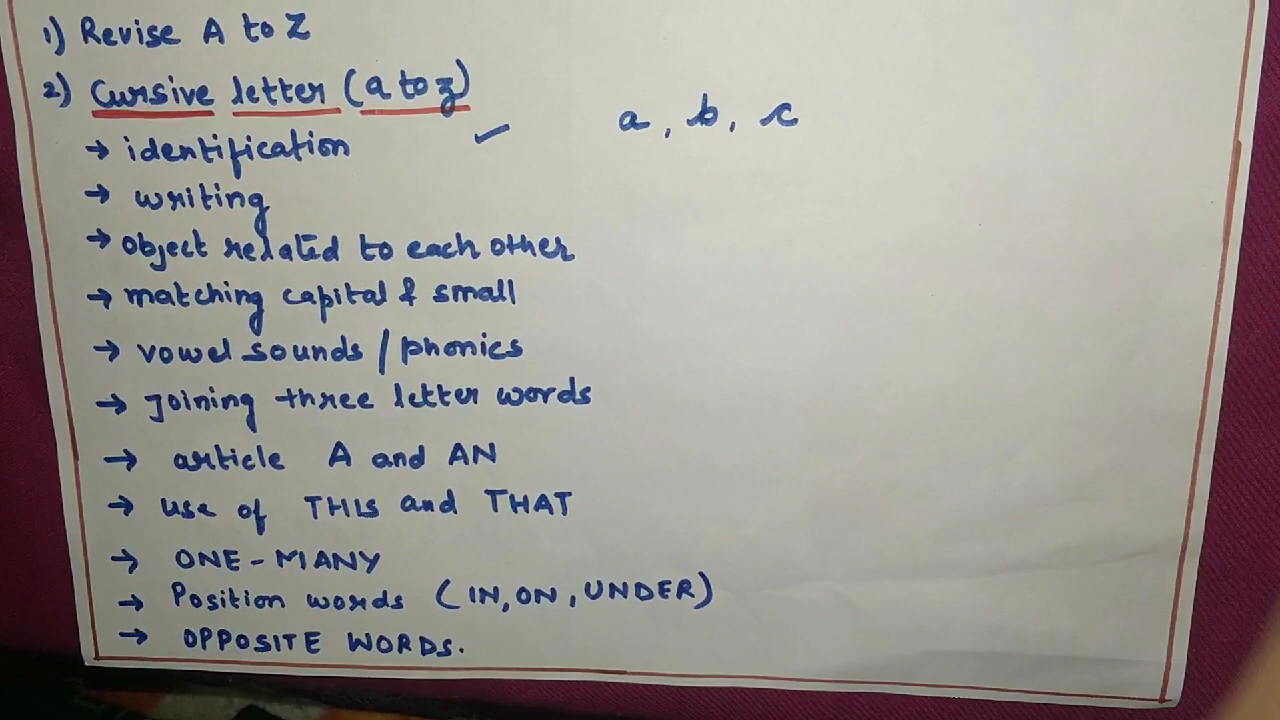 1) Revise A to Z
2) Cursive letter (a to z)
a, b, c
→ identification ✓
→ writing
→ object related to each other
→ matching capital & small
→ vowel sounds / phonics
→ Joining three letter words
→ article A and AN
→ use of THIS and THAT
→ ONE - MANY
→ Position words (IN, ON, UNDER)
→ OPPOSITE WORDS.